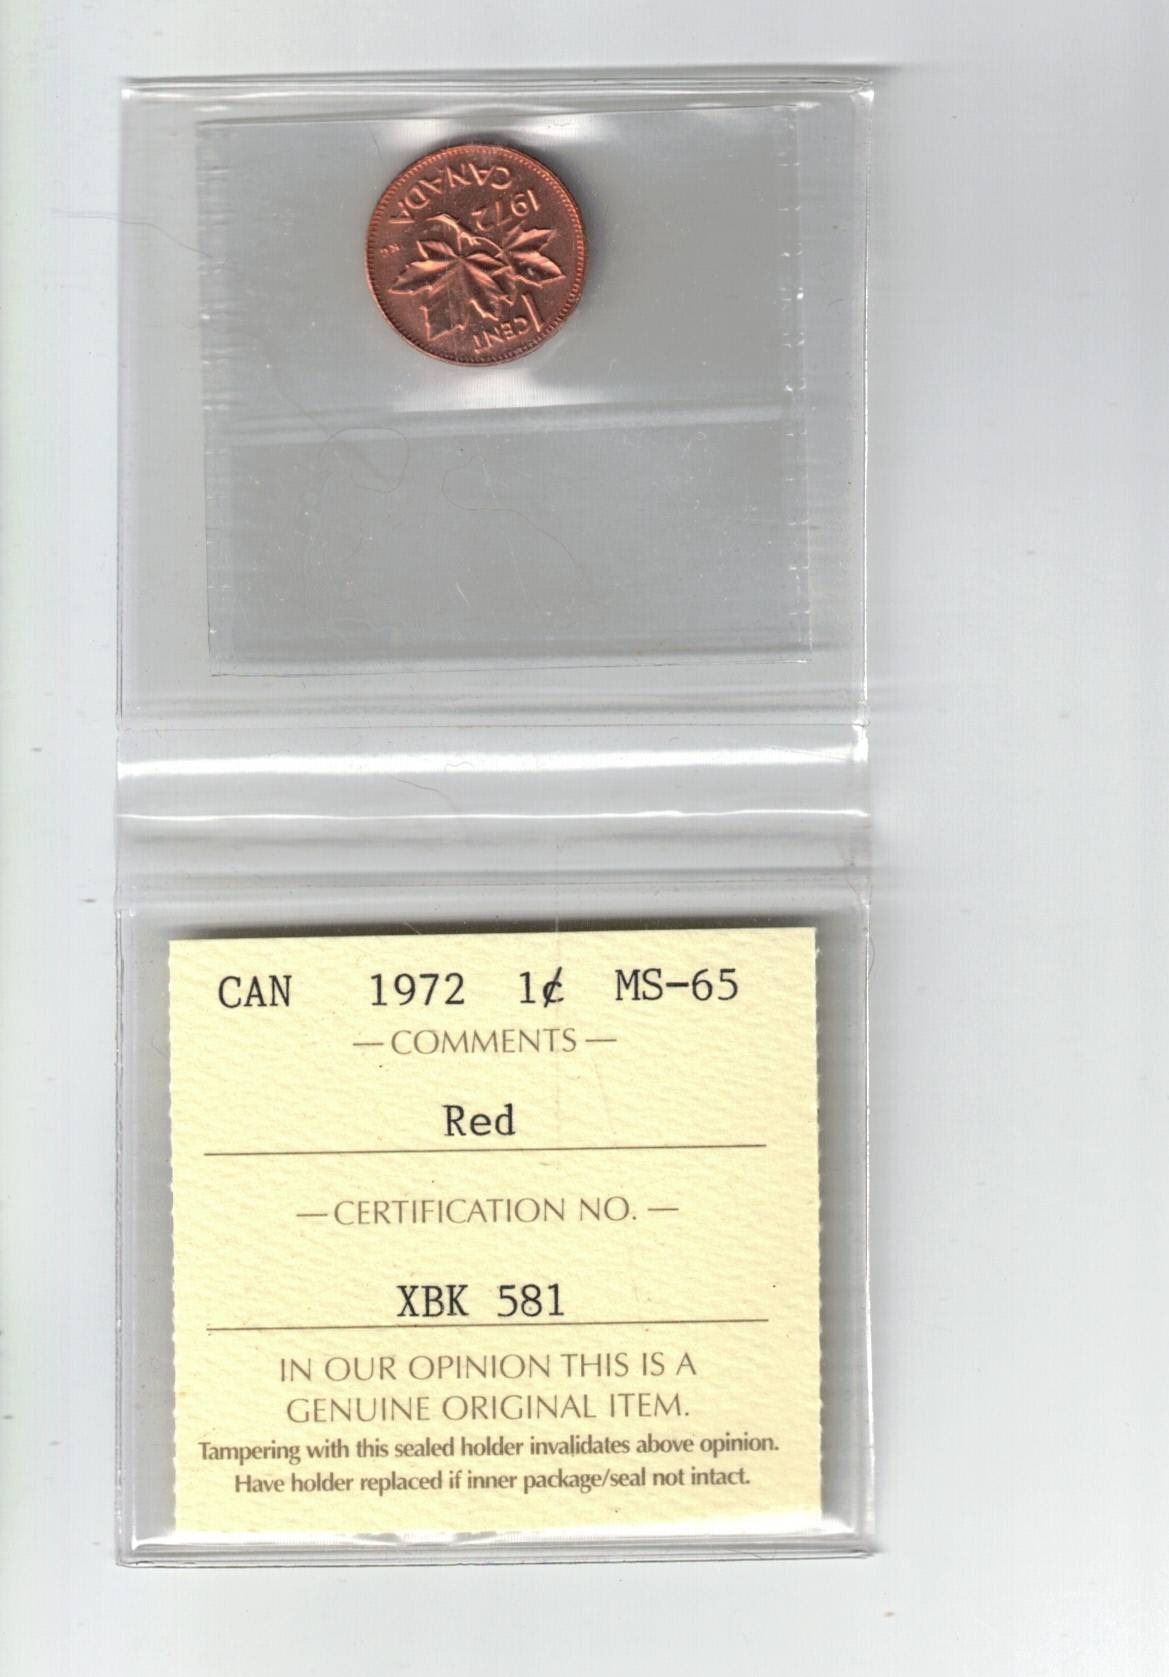 1 CENT
1972
CANADA
KG
CAN 1972 1¢ MS-65
— COMMENTS —
Red
— CERTIFICATION NO. —
XBK 581
IN OUR OPINION THIS IS A
GENUINE ORIGINAL ITEM.
Tampering with this sealed holder invalidates above opinion.
Have holder replaced if inner package/seal not intact.